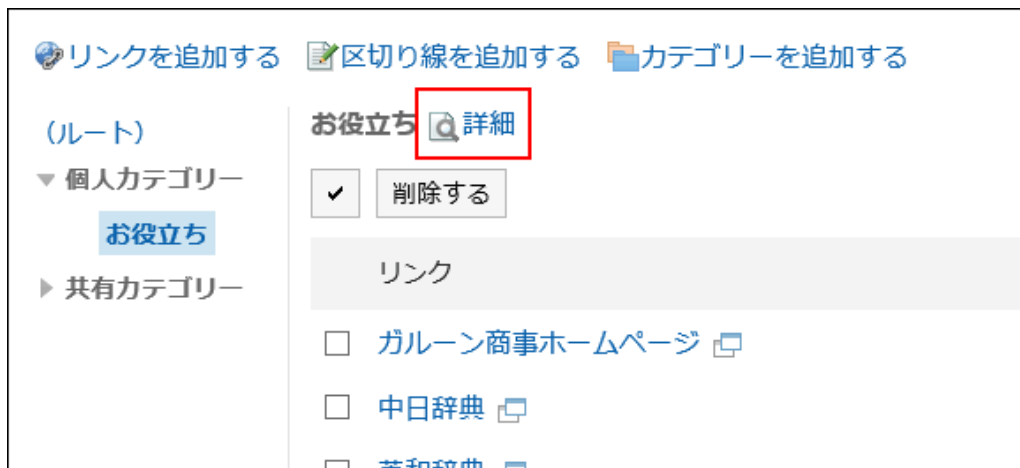 リンクを追加する 区切り線を追加する カテゴリーを追加する
(ルート)
個人カテゴリー
お役立ち
共有カテゴリー
お役立ち 詳細
削除する
リンク
ガルーン商事ホームページ
中日辞典
英和辞典